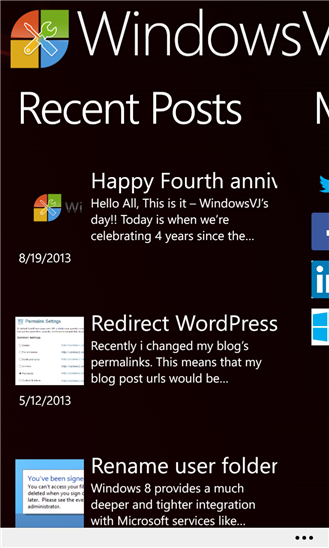 WindowsV
Recent Posts
Happy Fourth anniv
Hello All, This is it – WindowsVJ's
day!! Today is when we're
celebrating 4 years since the...
8/19/2013
Redirect WordPress
Recently i changed my blog's
permalinks. This means that my
blog post urls would be...
5/12/2013
Permalink Settings
Rename user folder
Windows 8 provides a much
deeper and tighter integration
with Microsoft services like...
You've been signe
You can't access your fi
deleted when you sign o
later. Please see the eve
administrator.